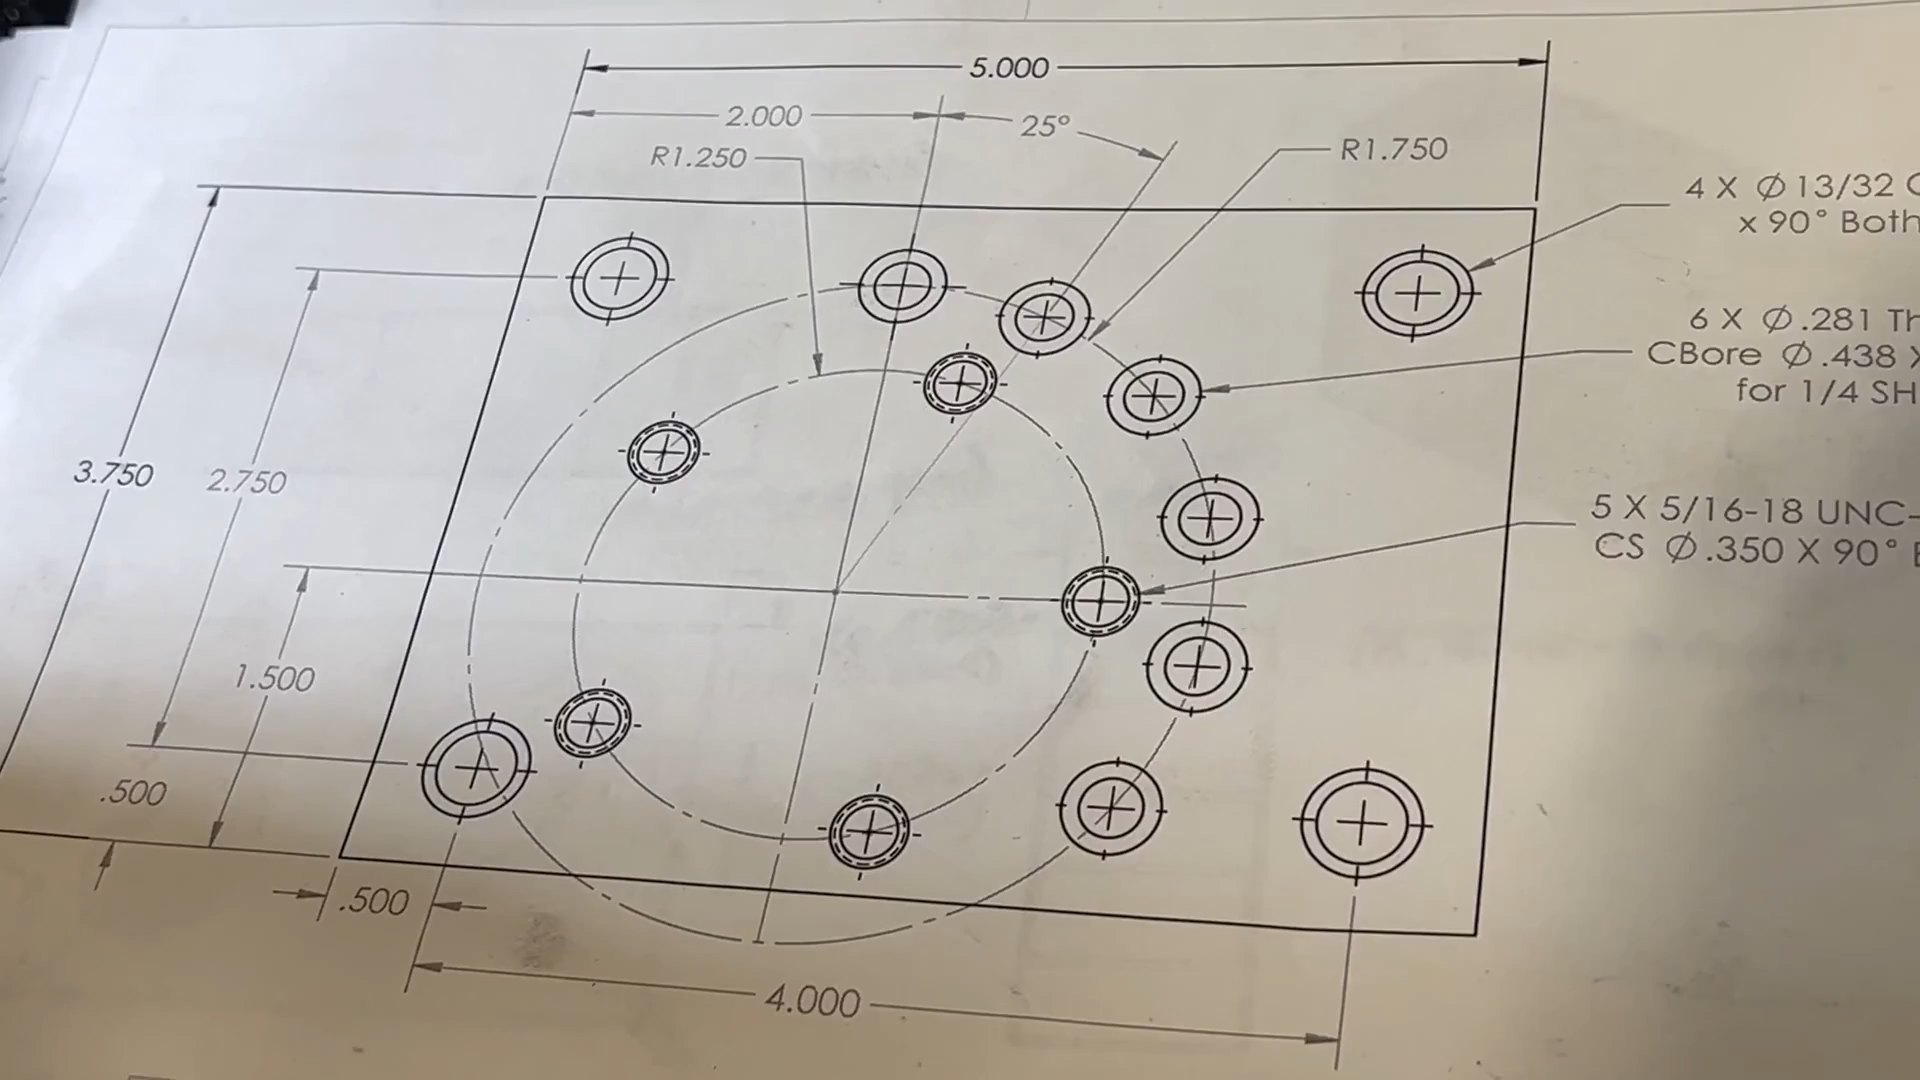 5.000
2.000
25°
R1.250
R1.750
4 X Ø 13/32
x 90° Both
6 X Ø .281
CBore Ø .438 X
for 1/4 SH
3.750
2.750
5 X 5/16-18 UNC-
CS Ø .350 X 90°
1.500
.500
.500
4.000